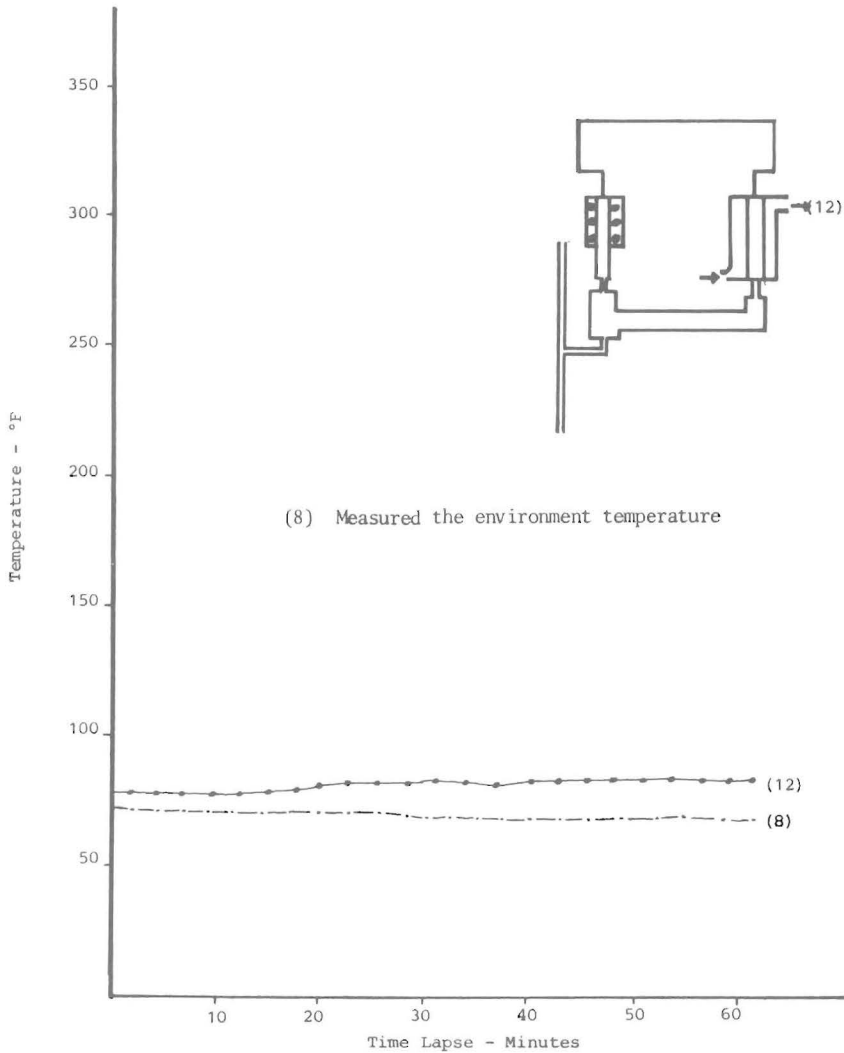 350
300
250
200
150
100
50
Temperature - °F
(12)
(8) Measured the environment temperature
(12)
(8)
10 20 30 40 50 60
Time Lapse - Minutes